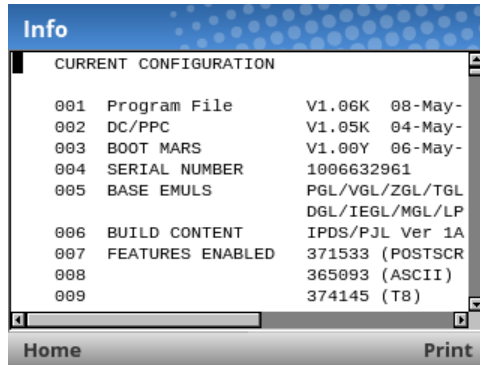 Info
CURRENT CONFIGURATION
001 Program File V1.06K 08-May-
002 DC/PPC V1.05K 04-May-
003 BOOT MARS V1.00Y 06-May-
004 SERIAL NUMBER 1006632961
005 BASE EMULS PGL/VGL/ZGL/TGL
DGL/IEGL/MGL/LP
006 BUILD CONTENT IPDS/PJL Ver 1A
007 FEATURES ENABLED 371533 (POSTSCR
008 365093 (ASCII)
009 374145 (T8)
Home Print